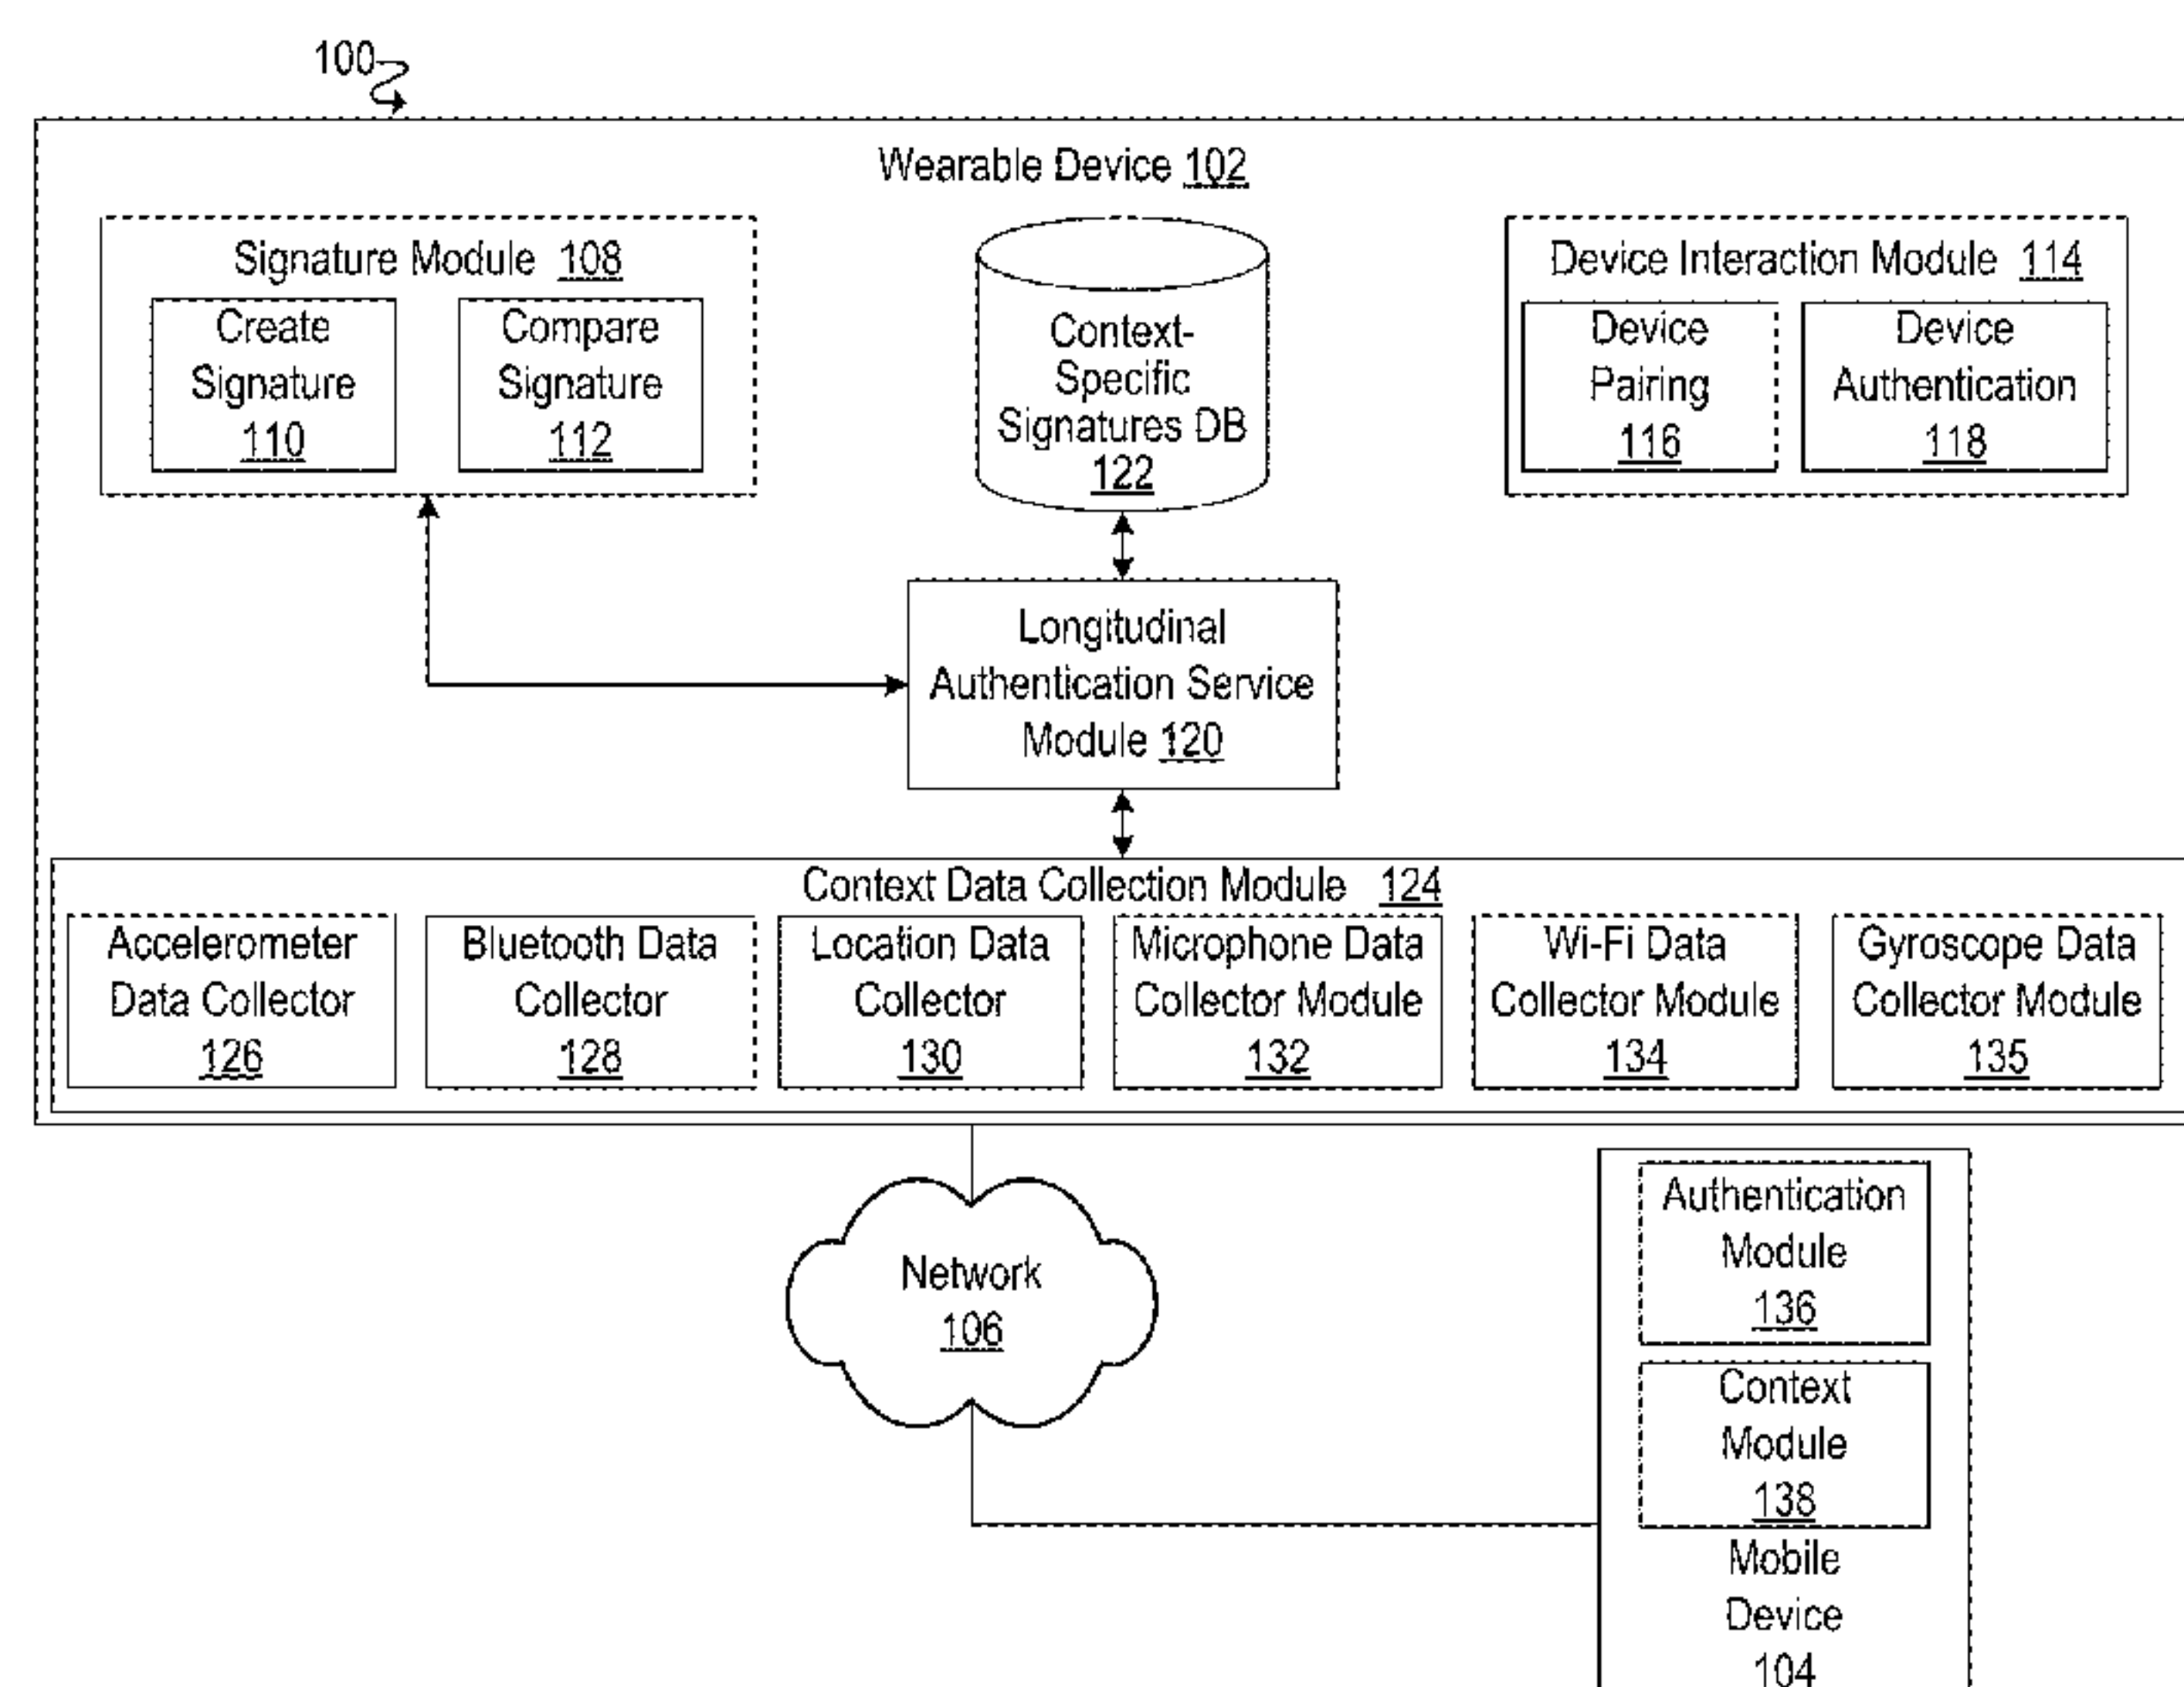 100
Wearable Device 102
Signature Module 108
Create
Signature
110
Compare
Signature
112
Context-
Specific
Signatures DB
122
Device Interaction Module 114
Device
Pairing
116
Device
Authentication
118
Longitudinal
Authentication Service
Module 120
Context Data Collection Module 124
Accelerometer
Data Collector
126
Bluetooth Data
Collector
128
Location Data
Collector
130
Microphone Data
Collector Module
132
Wi-Fi Data
Collector Module
134
Gyroscope Data
Collector Module
135
Network
106
Authentication
Module
136
Context
Module
138
Mobile
Device
104